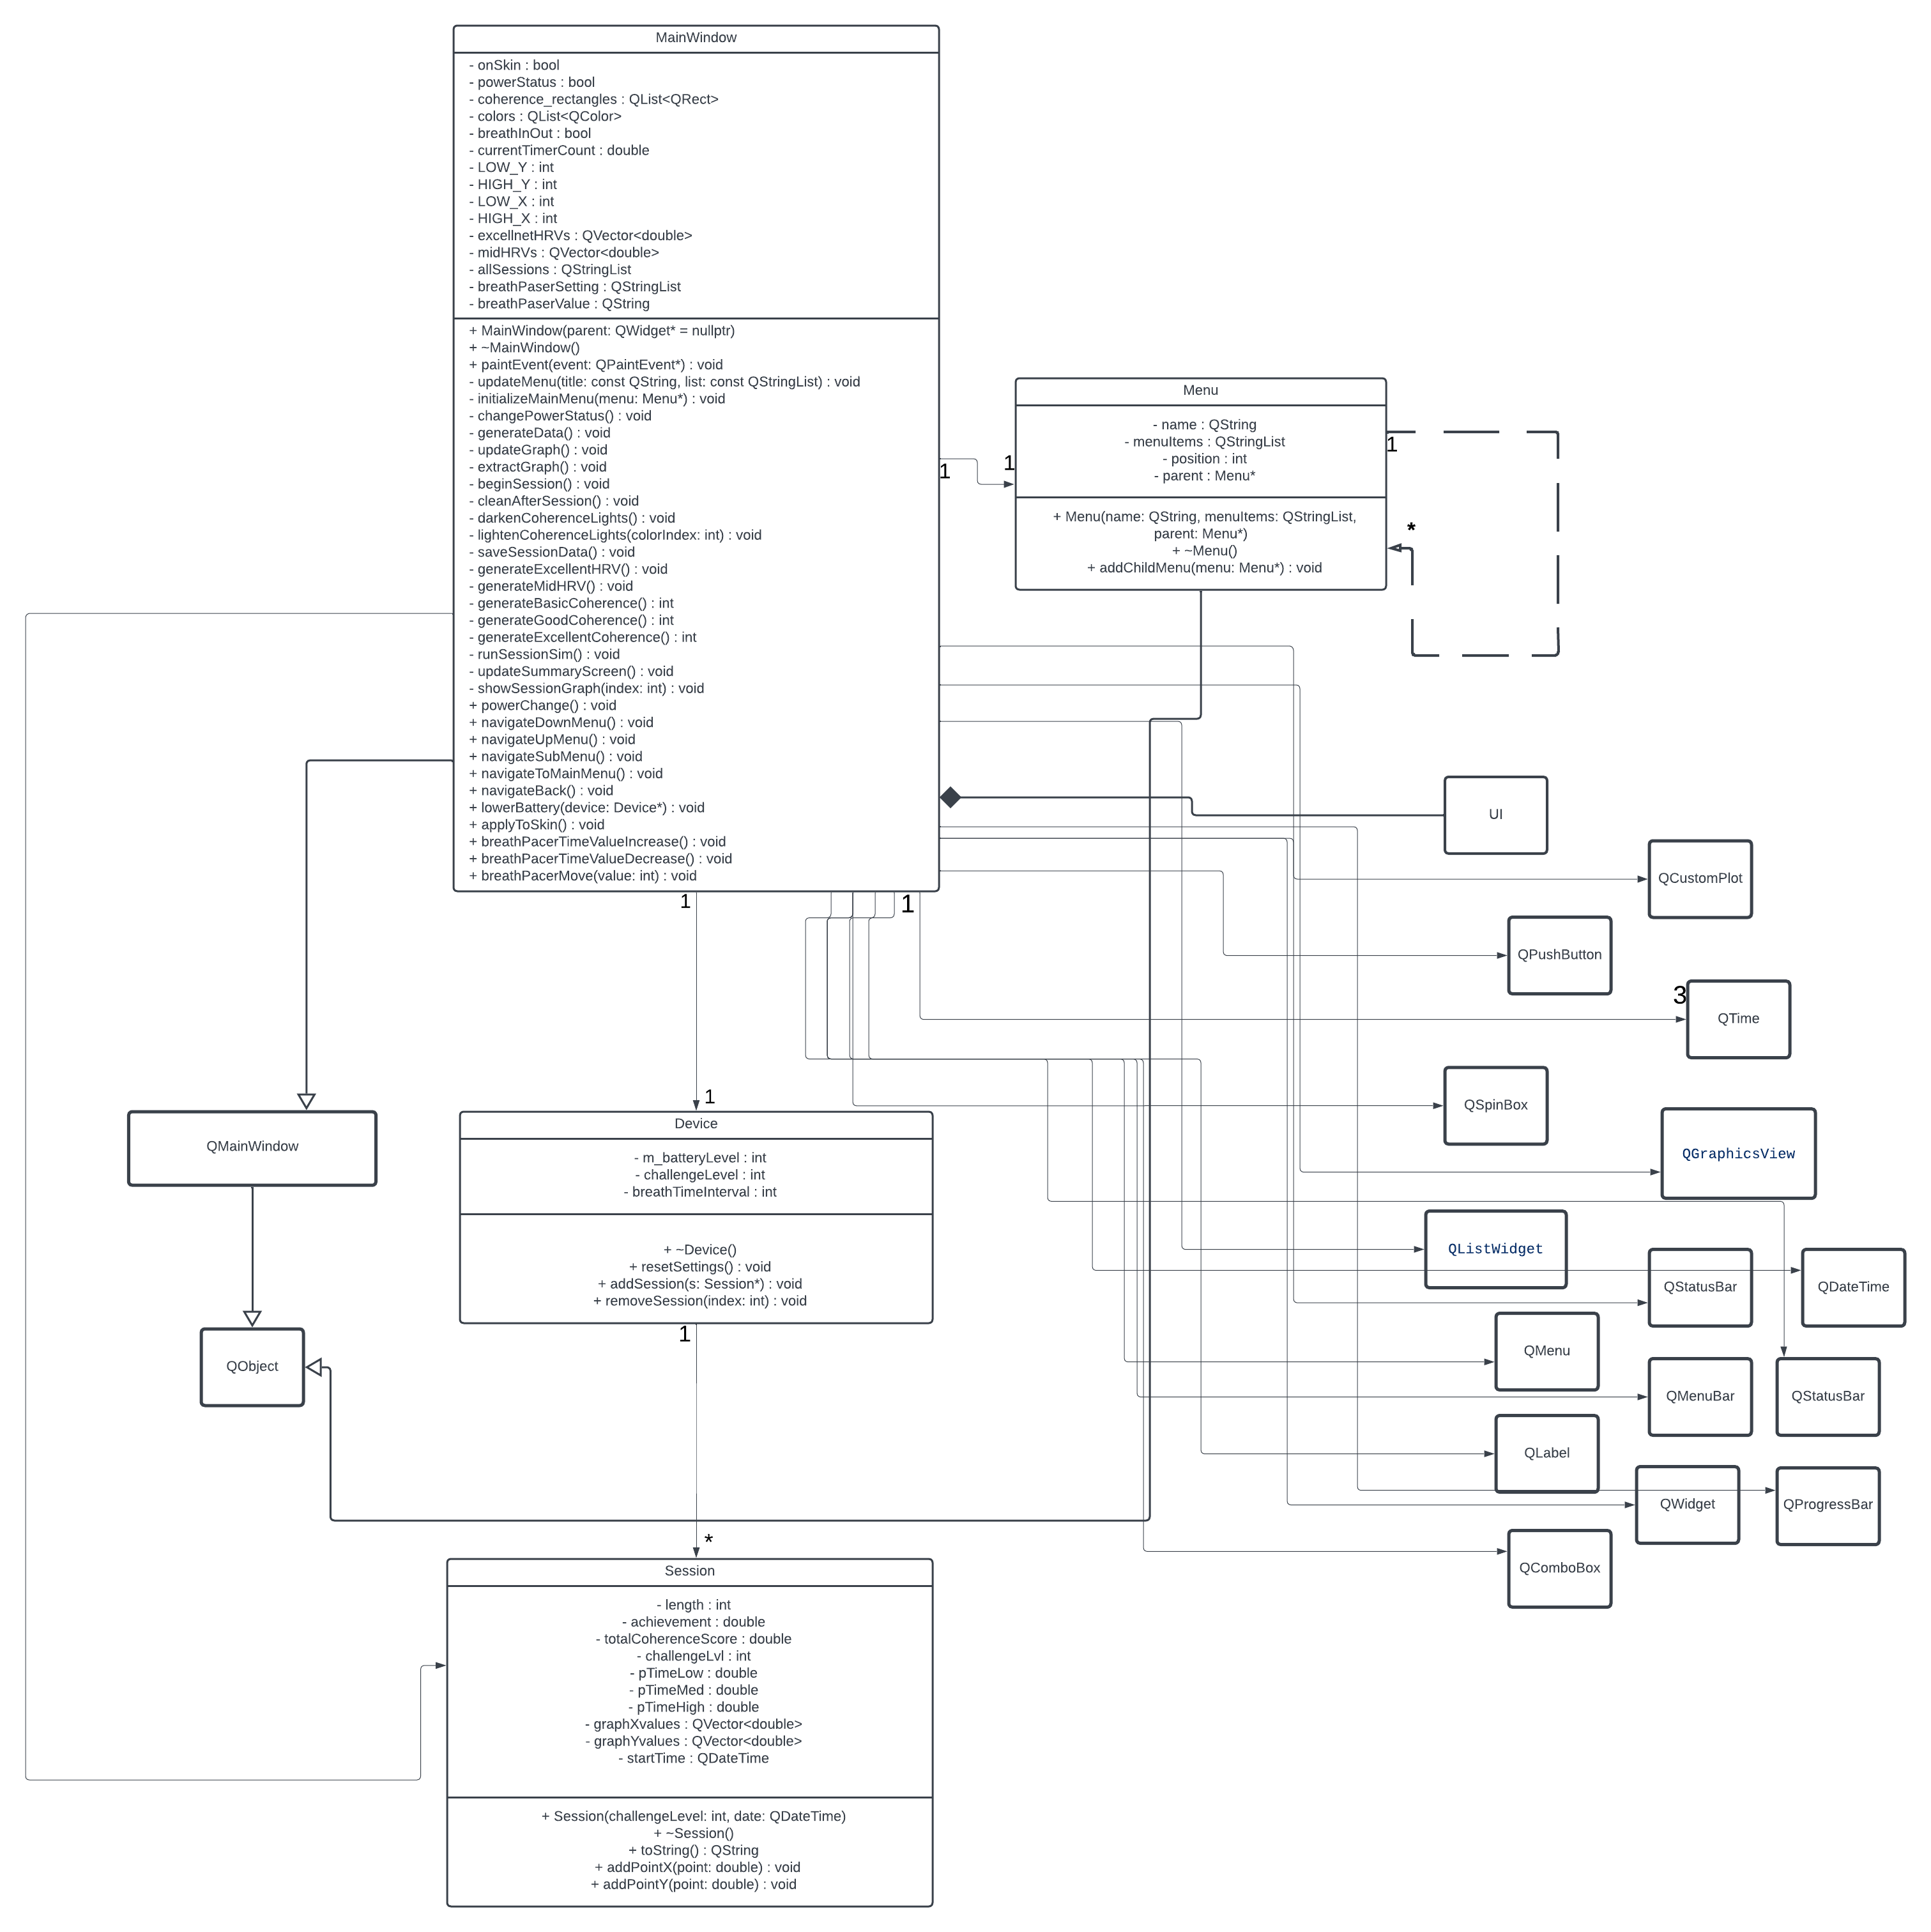 MainWindow
- onSkin : bool
- powerStatus : bool
- coherence_rectangles : QList<QRect>
- colors : QList<QColor>
- breathInOut : bool
- currentTimerCount : double
- LOW_Y : int
- HIGH_Y : int
- LOW_X : int
- HIGH_X : int
- excellnetHRVs : QVector<double>
- midHRVs : QVector<double>
- allSessions : QStringList
- breathPaserSetting : QStringList
- breathPaserValue : QString
+ MainWindow(parent: QWidget* = nullptr)
+ ~MainWindow()
+ paintEvent(event: QPaintEvent*) : void
- updateMenu(title: const QString, list: const QStringList) : void
- initializeMainMenu(menu: Menu*) : void
- changePowerStatus() : void
- generateData() : void
- updateGraph() : void
- extractGraph() : void
- beginSession() : void
- cleanAfterSession() : void
- darkenCoherenceLights() : void
- lightenCoherenceLights(colorIndex: int) : void
- saveSessionData() : void
- generateExcellentHRV() : void
- generateMidHRV() : void
- generateBasicCoherence() : int
- generateGoodCoherence() : int
- generateExcellentCoherence() : int
- runSessionSim() : void
- updateSummaryScreen() : void
- showSessionGraph(index: int) : void
+ powerChange() : void
+ navigateDownMenu() : void
+ navigateUpMenu() : void
+ navigateSubMenu() : void
+ navigateToMainMenu() : void
+ navigateBack() : void
+ lowerBattery(device: Device*) : void
+ applyToSkin() : void
+ breathPacerTimeValueIncrease() : void
+ breathPacerTimeValueDecrease() : void
+ breathPacerMove(value: int) : void
1
1
Menu
- name : QString
- menuItems : QStringList
- position : int
- parent : Menu*
+ Menu(name: QString, menuItems: QStringList,
parent: Menu*)
+ ~Menu()
+ addChildMenu(menu: Menu*) : void
1
*
UI
QCustomPlot
QPushButton
1
3
QTime
QSpinBox
QGraphicsView
QListWidget
QStatusBar
QDateTime
QMenu
QMenuBar
QStatusBar
QLabel
QWidget
QProgressBar
QComboBox
1
1
QMainWindow
QObject
Device
- m_batteryLevel : int
- challengeLevel : int
- breathTimeInterval : int
+ ~Device()
+ resetSettings() : void
+ addSession(s: Session*) : void
+ removeSession(index: int) : void
1
*
Session
- length : int
- achievement : double
- totalCoherenceScore : double
- challengeLvl : int
- pTimeLow : double
- pTimeMed : double
- pTimeHigh : double
- graphXvalues : QVector<double>
- graphYvalues : QVector<double>
- startTime : QDateTime
+ Session(challengeLevel: int, date: QDateTime)
+ ~Session()
+ toString() : QString
+ addPointX(point: double) : void
+ addPointY(point: double) : void